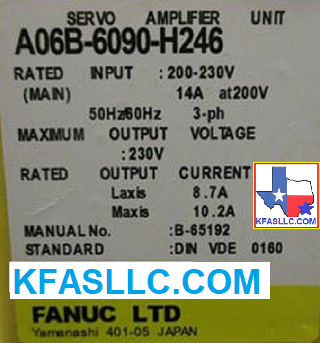 SERVO AMPLIFIER UNIT
A06B-6090-H246
RATED INPUT :200-230V
(MAIN) 14A at200V
50Hz/60Hz 3-ph
MAXIMUM OUTPUT VOLTAGE
:230V
RATED OUTPUT CURRENT
Laxis 8.7A
Maxis 10.2A
MANUAL No. :B-65192
STANDARD :DIN VDE 0160
KFASLLC.COM
KFASLLC.COM
FANUC LTD
Yamanashi 401-05 JAPAN